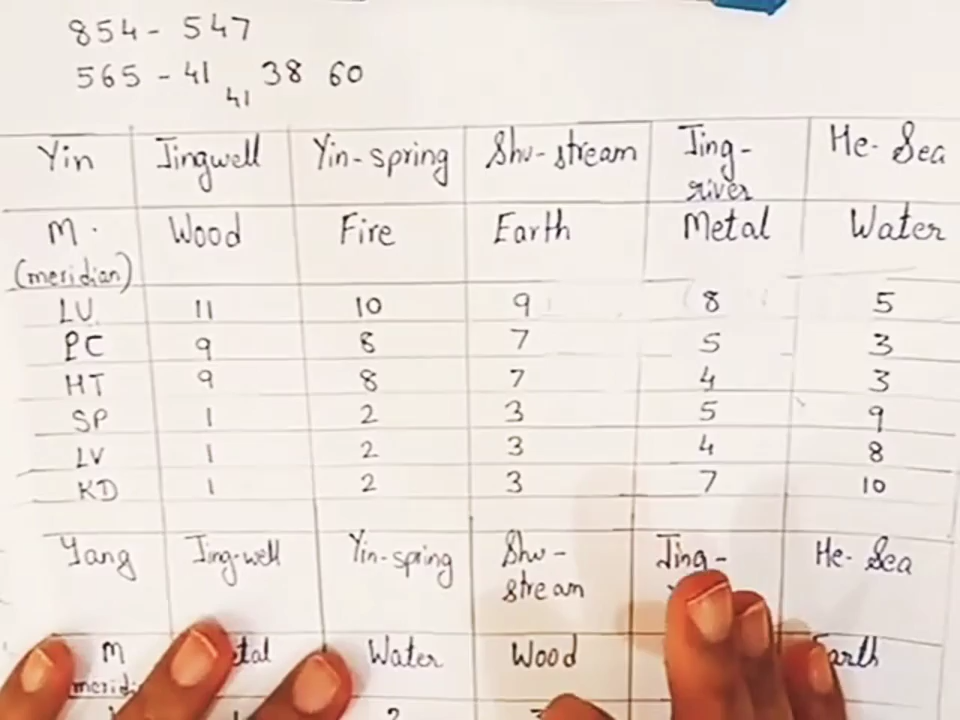 854 - 547
565 - 41 41 38 60
Yin Jingwell Yin-spring Shu-stream Jing-river He-Sea
M. (meridian) Wood Fire Earth Metal Water
LU 11 10 9 8 5
PC 9 8 7 5 3
HT 9 8 7 4 3
SP 1 2 3 5 9
LV 1 2 3 4 8
KD 1 2 3 7 10
Yang Jing-well Yin-spring Shu-stream Jing- He-Sea
M Water Wood
2